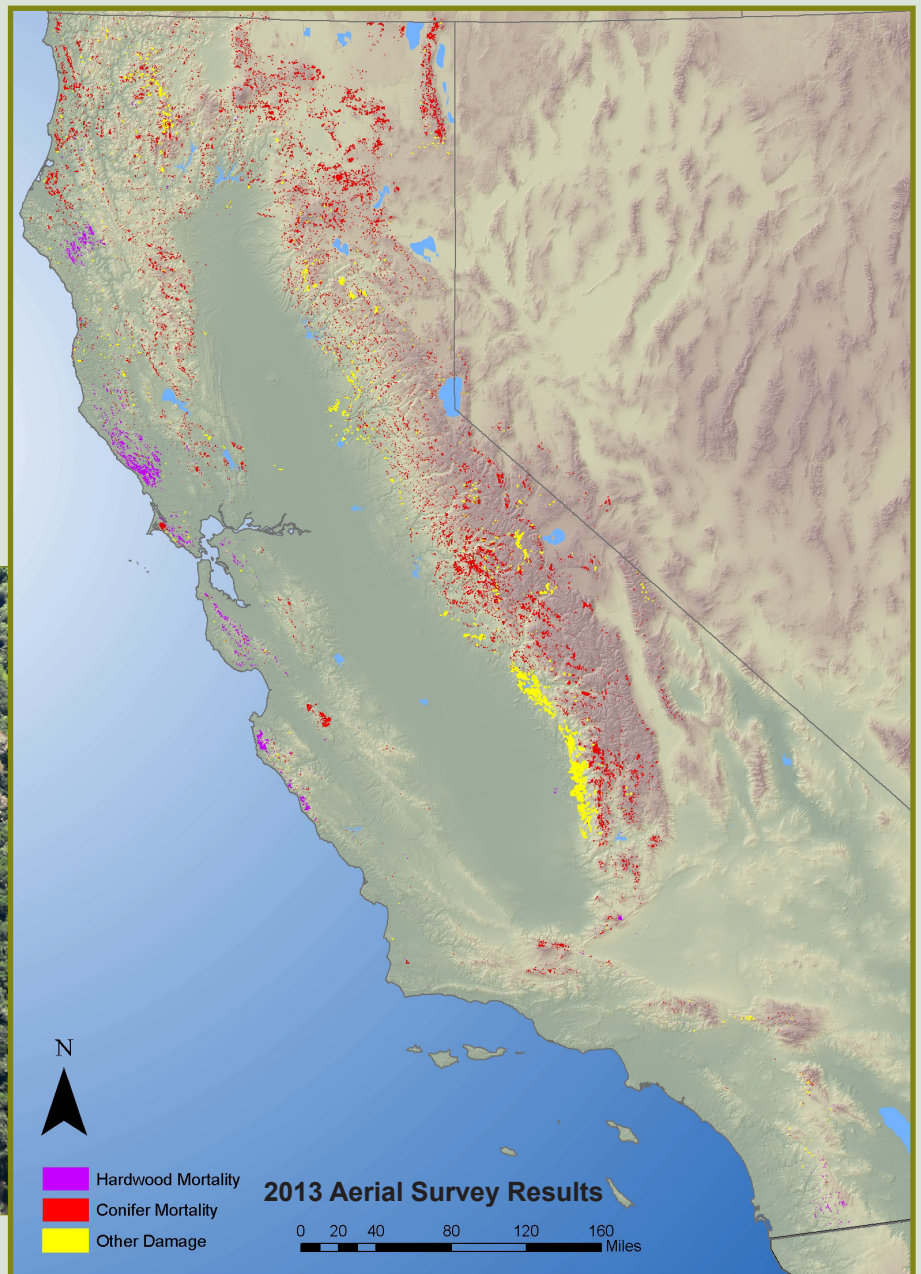 N
Hardwood Mortality
Conifer Mortality
Other Damage
2013 Aerial Survey Results
0 20 40 80 120 160
Miles